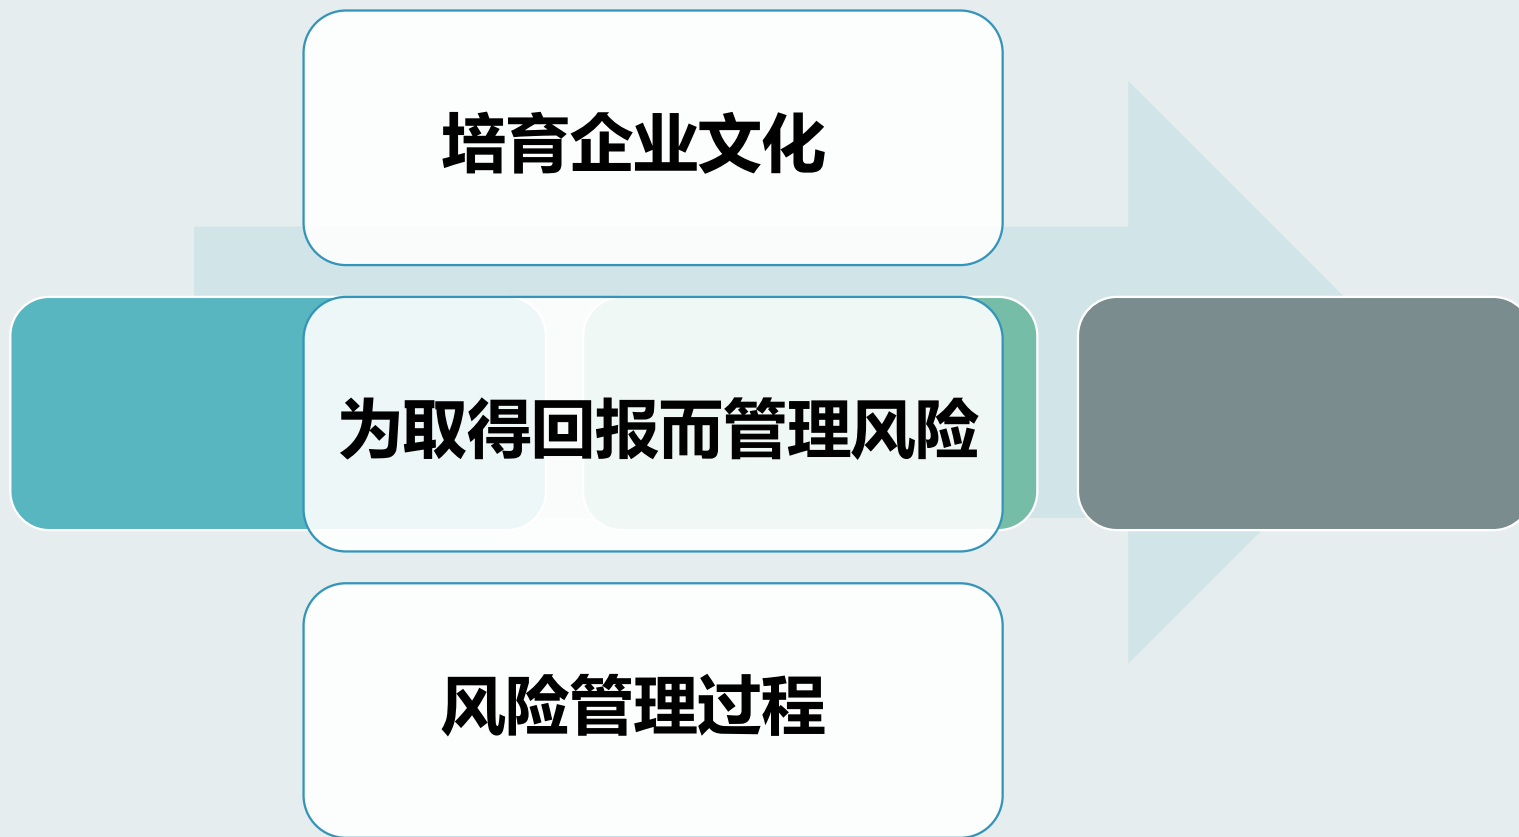 培育企业文化
为取得回报而管理风险
风险管理过程